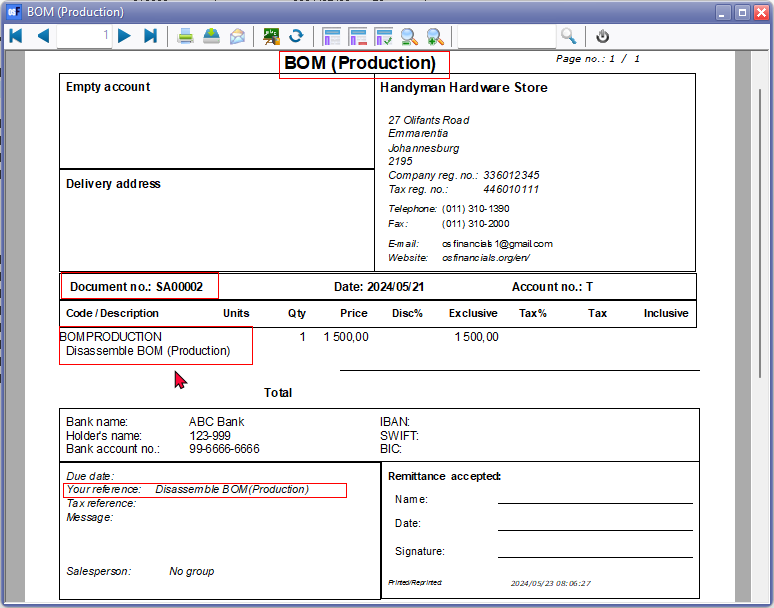 BOM (Production)
1
BOM (Production)
Page no.: 1 / 1
Empty account
Handyman Hardware Store
27 Olifants Road
Emmarentia
Johannesburg
2195
Company reg. no.: 336012345
Tax reg. no.: 446010111
Delivery address
Telephone: (011) 310-1390
Fax: (011) 310-2000
E-mail: osfinancials1@gmail.com
Website: osfinancials.org/en/
Document no.: SA00002 Date: 2024/05/21 Account no.: T
Code / Description Units Qty Price Disc% Exclusive Tax% Tax Inclusive
BOMPRODUCTION 1 1 500,00 1 500,00
Disassemble BOM (Production)
Total
Bank name: ABC Bank IBAN:
Holder's name: 123-999 SWIFT:
Bank account no.: 99-6666-6666 BIC:
Due date:
Your reference: Disassemble BOM(Production)
Tax reference:
Message:
Salesperson: No group
Remittance accepted:
Name:
Date:
Signature:
Printed/Reprinted: 2024/05/23 08:06:27